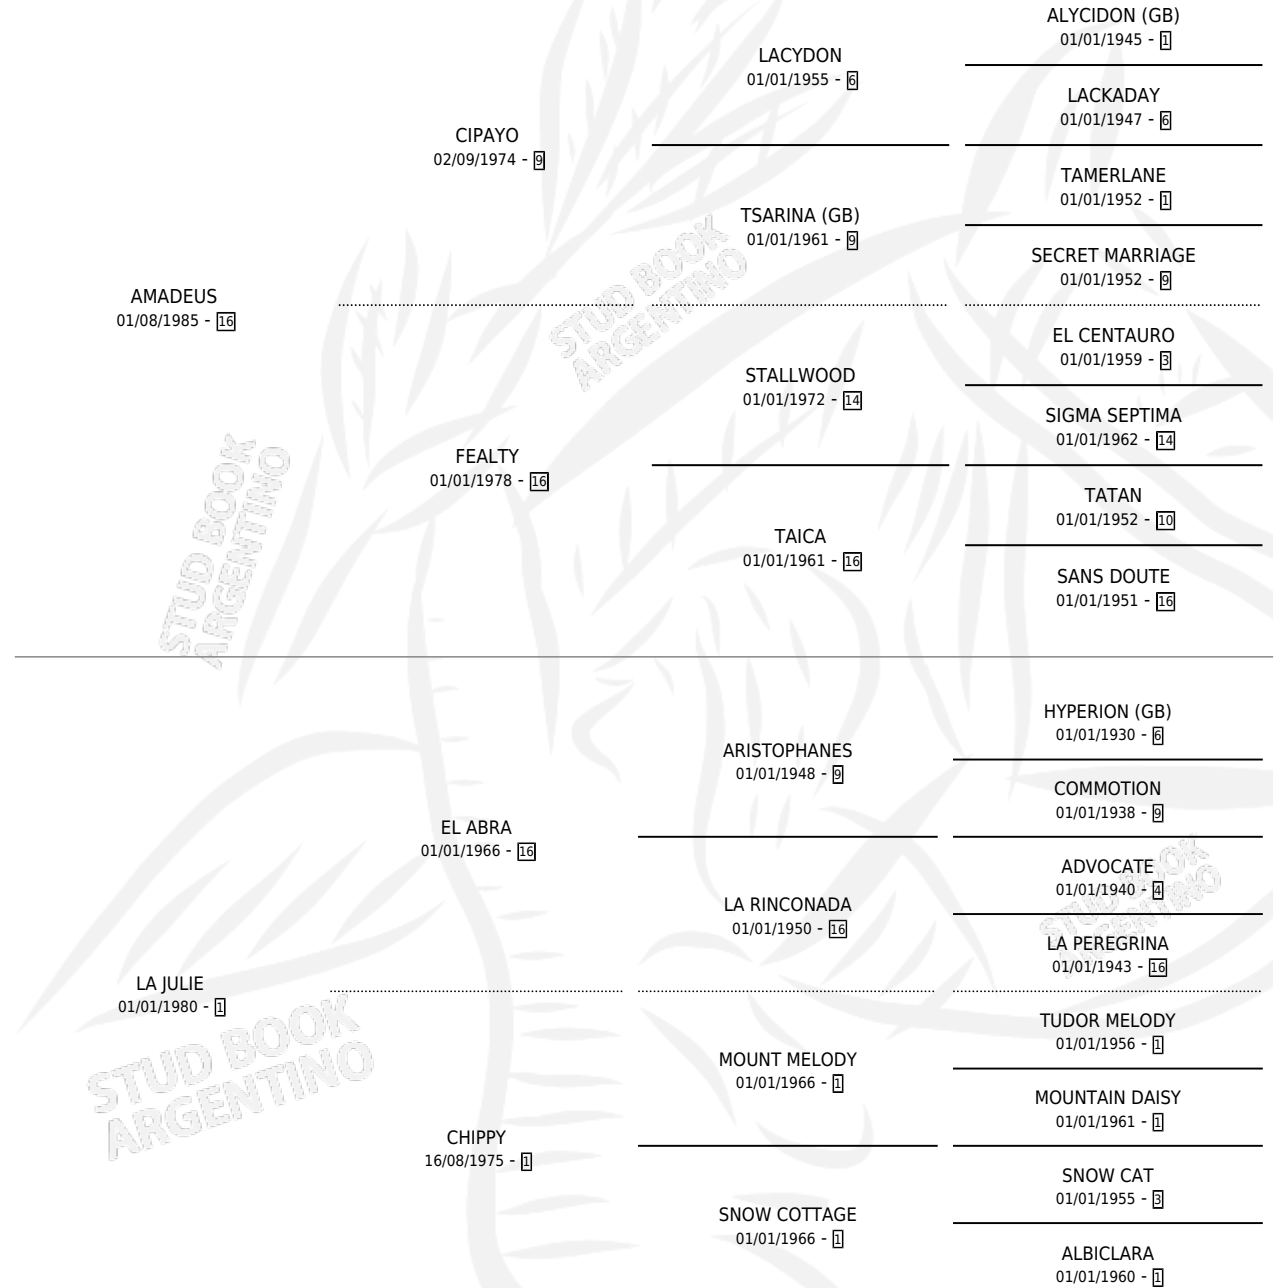 ALYCIDON (GB)
01/01/1945 - 1
LACYDON
01/01/1955 - 6
LACKADAY
01/01/1947 - 6
CIPAYO
02/09/1974 - 9
TAMERLANE
01/01/1952 - 1
TSARINA (GB)
01/01/1961 - 9
SECRET MARRIAGE
01/01/1952 - 9
AMADEUS
01/08/1985 - 16
STUD BOOK
ARGENTINO
EL CENTAURO
01/01/1959 - 3
STALLWOOD
01/01/1972 - 14
SIGMA SEPTIMA
01/01/1962 - 14
FEALTY
01/01/1978 - 16
TATAN
01/01/1952 - 10
TAICA
01/01/1961 - 16
SANS DOUTE
01/01/1951 - 16
STUD BOOK
ARGENTINO
HYPERION (GB)
01/01/1930 - 6
ARISTOPHANES
01/01/1948 - 9
COMMOTION
01/01/1938 - 9
EL ABRA
01/01/1966 - 16
ADVOCATE
01/01/1940 - 4
LA RINCONADA
01/01/1950 - 16
LA PEREGRINA
01/01/1943 - 16
STUD BOOK
ARGENTINO
LA JULIE
01/01/1980 - 1
TUDOR MELODY
01/01/1956 - 1
MOUNT MELODY
01/01/1966 - 1
MOUNTAIN DAISY
01/01/1961 - 1
STUD BOOK
ARGENTINO
CHIPPY
16/08/1975 - 1
SNOW CAT
01/01/1955 - 3
SNOW COTTAGE
01/01/1966 - 1
ALBICLARA
01/01/1960 - 1